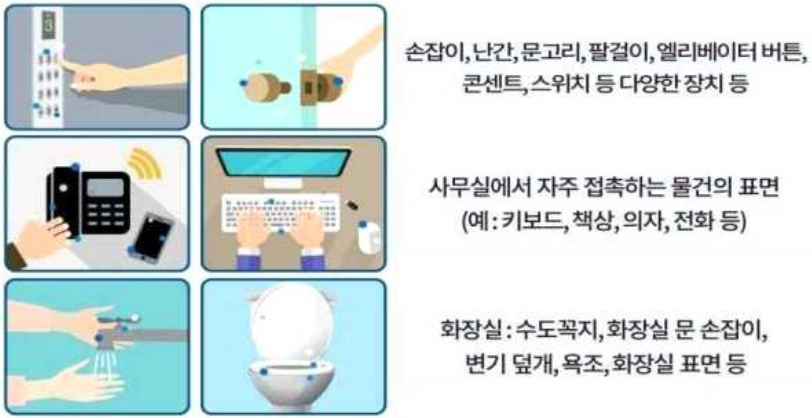 3
손잡이, 난간, 문고리, 팔걸이, 엘리베이터 버튼,
콘센트, 스위치 등 다양한 장치 등
사무실에서 자주 접촉하는 물건의 표면
(예 : 키보드, 책상, 의자, 전화 등)
화장실 : 수도꼭지, 화장실 문 손잡이,
변기 덮개, 욕조, 화장실 표면 등